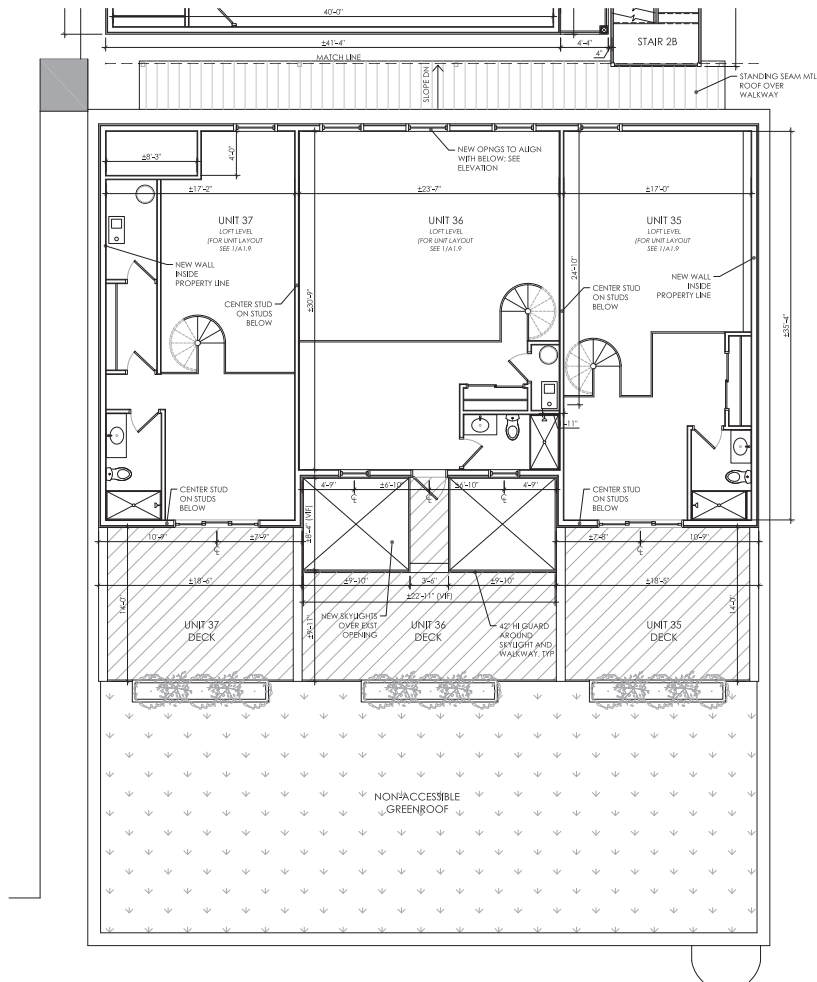 40'-0"
±41'-4"
4'-4"
4"
STAIR 2B
MATCH LINE
SLOPE DN
STANDING SEAM MTL
ROOF OVER
WALKWAY
±8'-3"
4'-0"
NEW OPNGS TO ALIGN
WITH BELOW; SEE
ELEVATION
±17'-2"
±23'-7"
±17'-0"
UNIT 37
LOFT LEVEL
(FOR UNIT LAYOUT
SEE 1/A1.9
UNIT 36
LOFT LEVEL
(FOR UNIT LAYOUT
SEE 1/A1.9
UNIT 35
LOFT LEVEL
(FOR UNIT LAYOUT
SEE 1/A1.9
NEW WALL
INSIDE
PROPERTY LINE
CENTER STUD
ON STUDS
BELOW
±30'-9"
24'-10"
CENTER STUD
ON STUDS
BELOW
NEW WALL
INSIDE
PROPERTY LINE
±35'-4"
-11"
CENTER STUD
ON STUDS
BELOW
4'-9"
±6'-10"
±6'-10"
4'-9"
CENTER STUD
ON STUDS
BELOW
±8'-4" (VIF)
10'-9"
±7'-9"
±7'-8"
10'-9"
±18'-6"
±9'-10"
3'-6"
±9'-10"
±18'-5"
±22'-11" (VIF)
14'-0"
±9'-11"
14'-0"
NEW SKYLIGHTS
OVER EXST
OPENING
42" HI GUARD
AROUND
SKYLIGHT AND
WALKWAY, TYP
UNIT 37
DECK
UNIT 36
DECK
UNIT 35
DECK
NON-ACCESSIBLE
GREENROOF